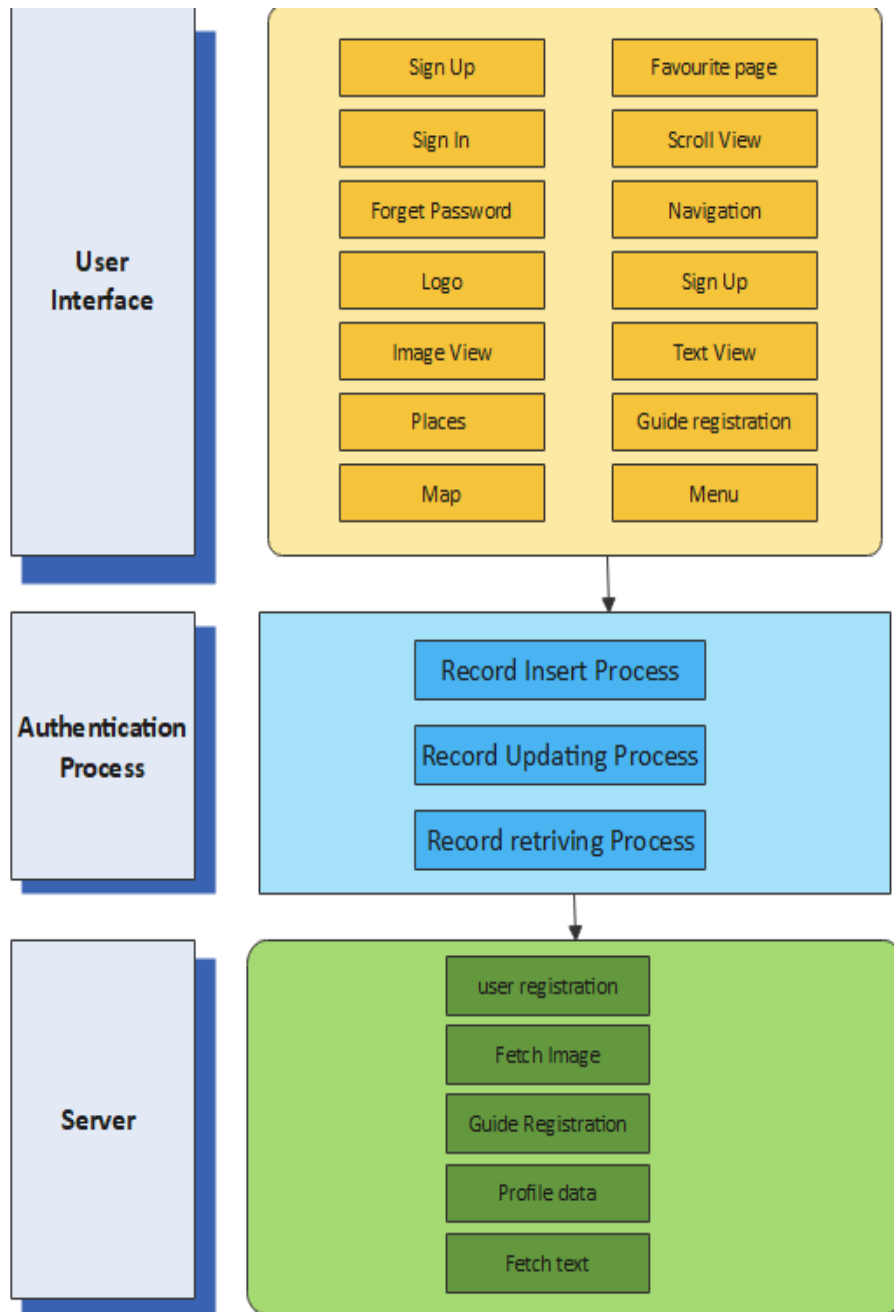 User
Interface
Sign Up
Favourite page
Sign In
Scroll View
Forget Password
Navigation
Logo
Sign Up
Image View
Text View
Places
Guide registration
Map
Menu
Authentication
Process
Record Insert Process
Record Updating Process
Record retriving Process
Server
user registration
Fetch Image
Guide Registration
Profile data
Fetch text